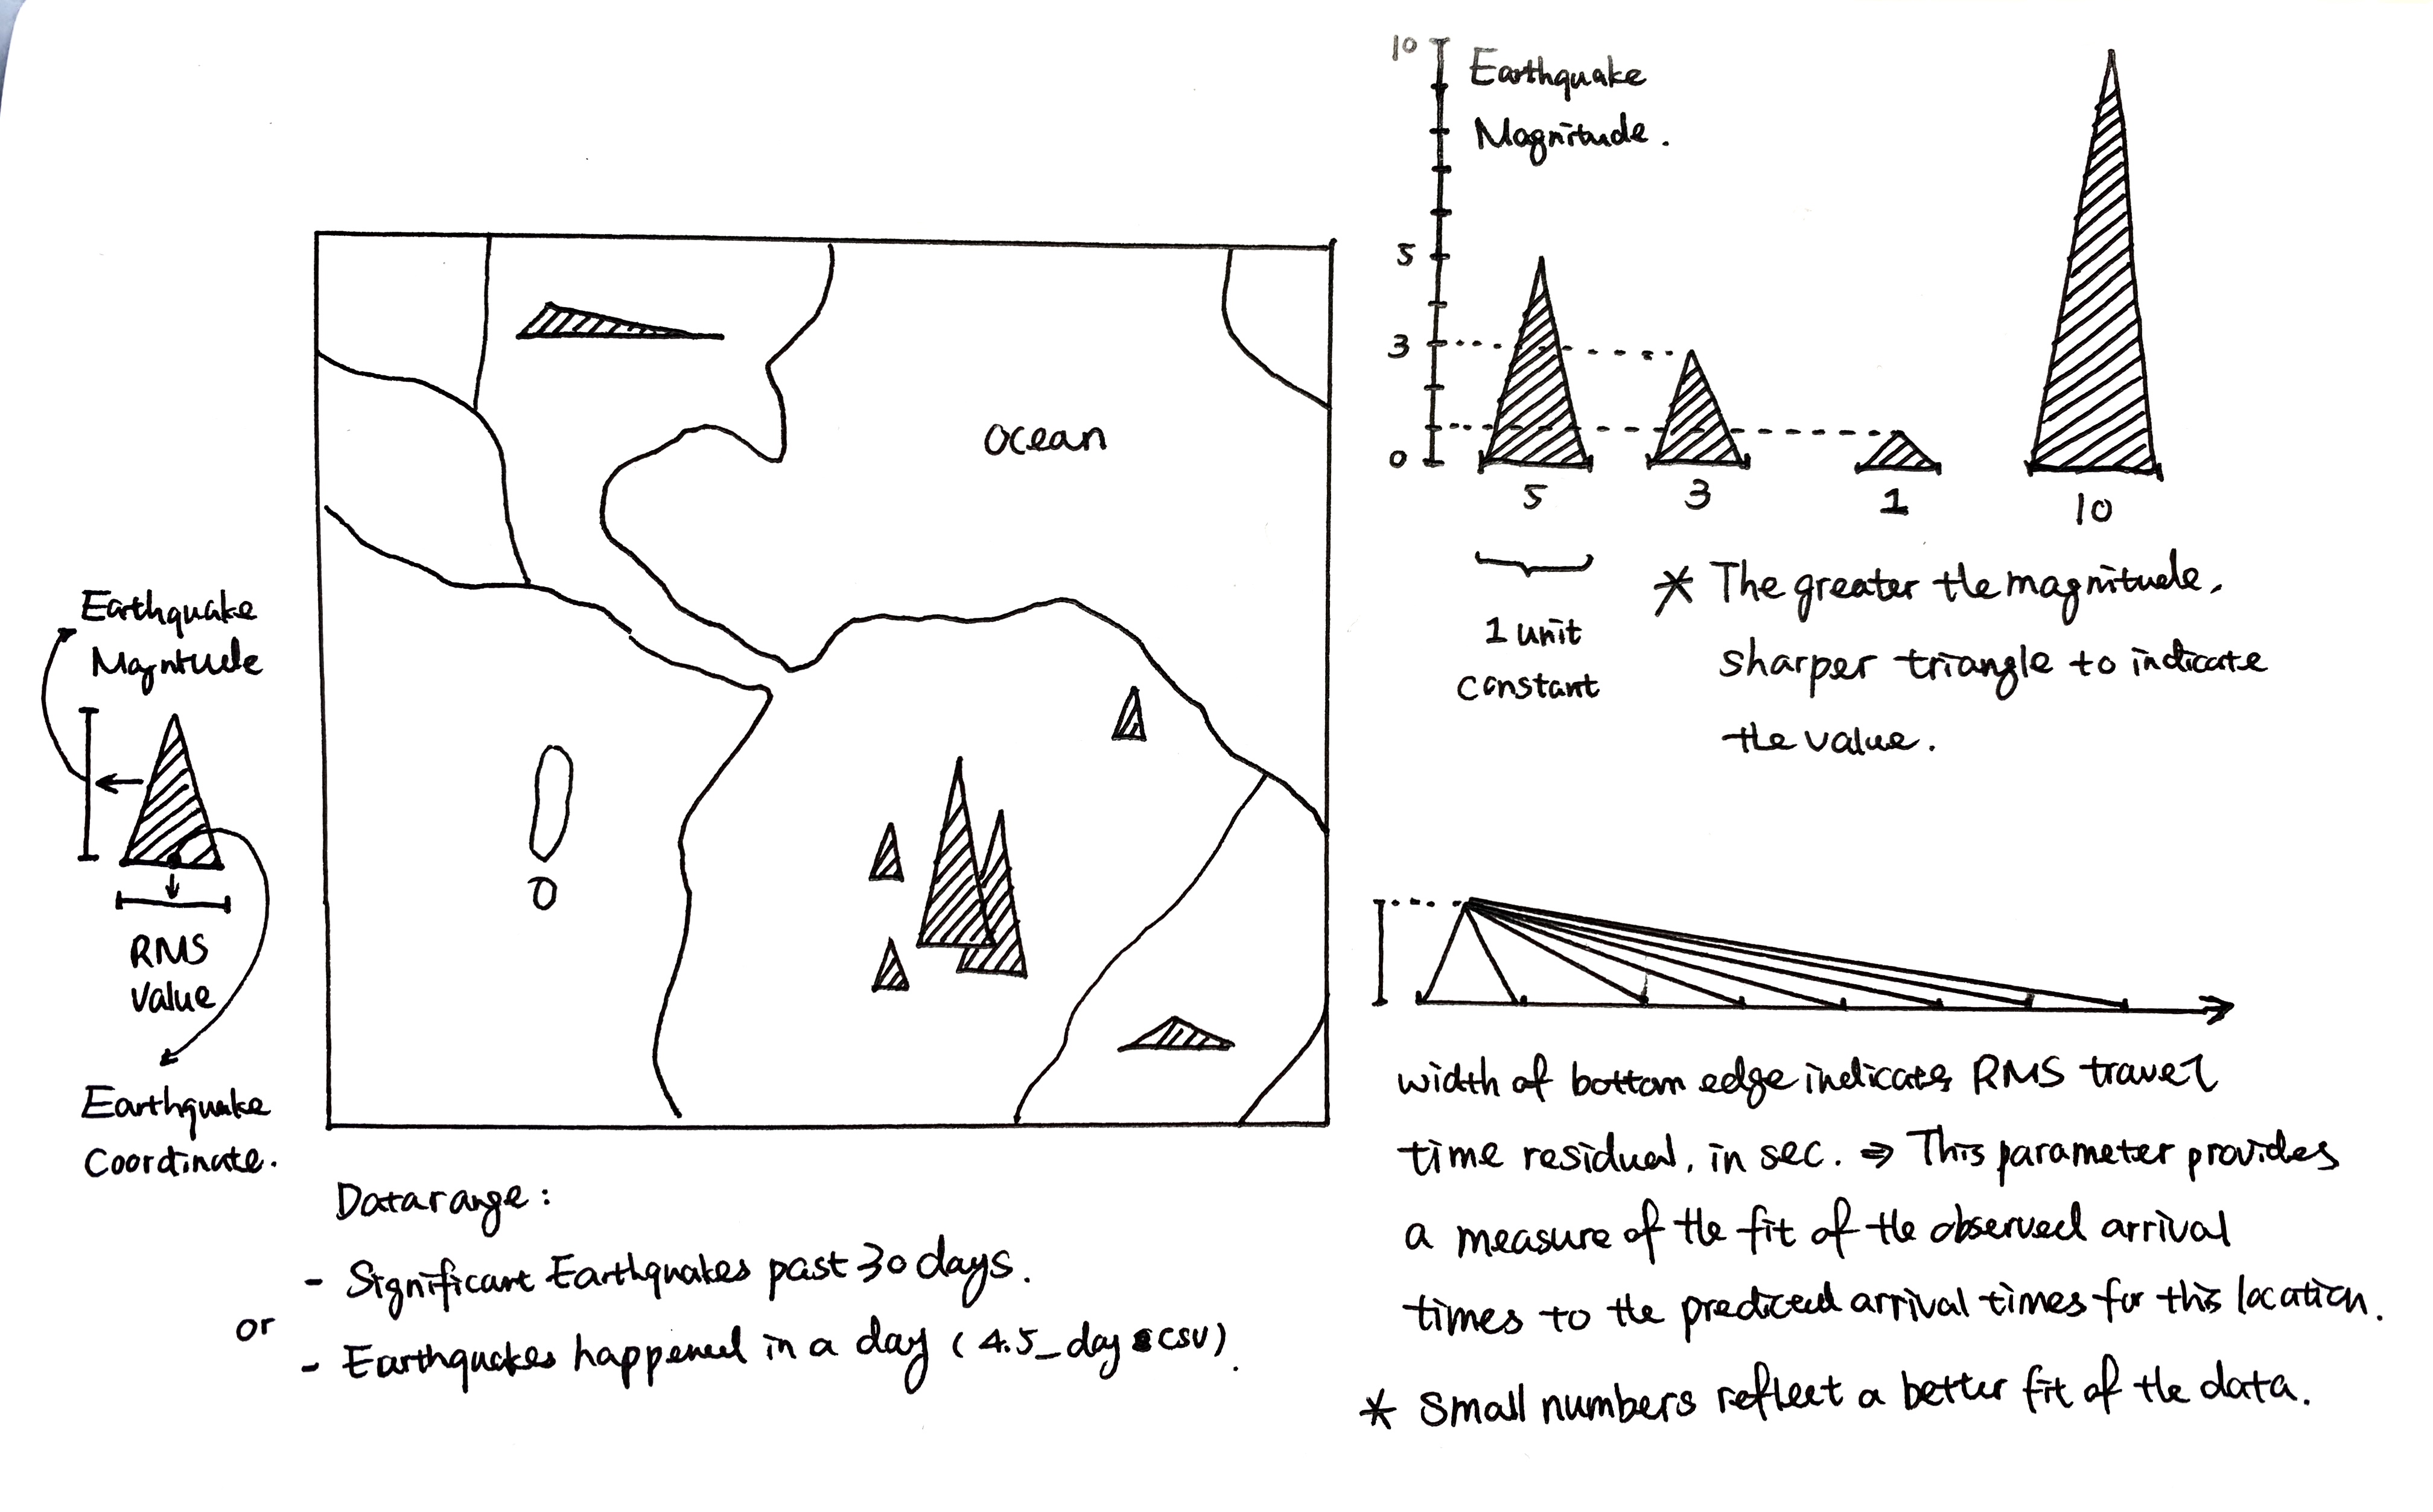 10
Earthquake
Magnitude.
5
3
0
5
3
1
10
1 unit
constant
* The greater the magnitude,
sharper triangle to indicate
the value.
ocean
Earthquake
Magnitude
RMS
Value
Earthquake
Coordinate.
width of bottom edge indicates RMS travel
time residual, in sec. ⇒ This parameter provides
a measure of the fit of the observed arrival
times to the predicted arrival times for this location.
* Small numbers reflect a better fit of the data.
Data range:
- Significant Earthquakes past 30 days.
or
- Earthquakes happened in a day (4.5_day.csv).